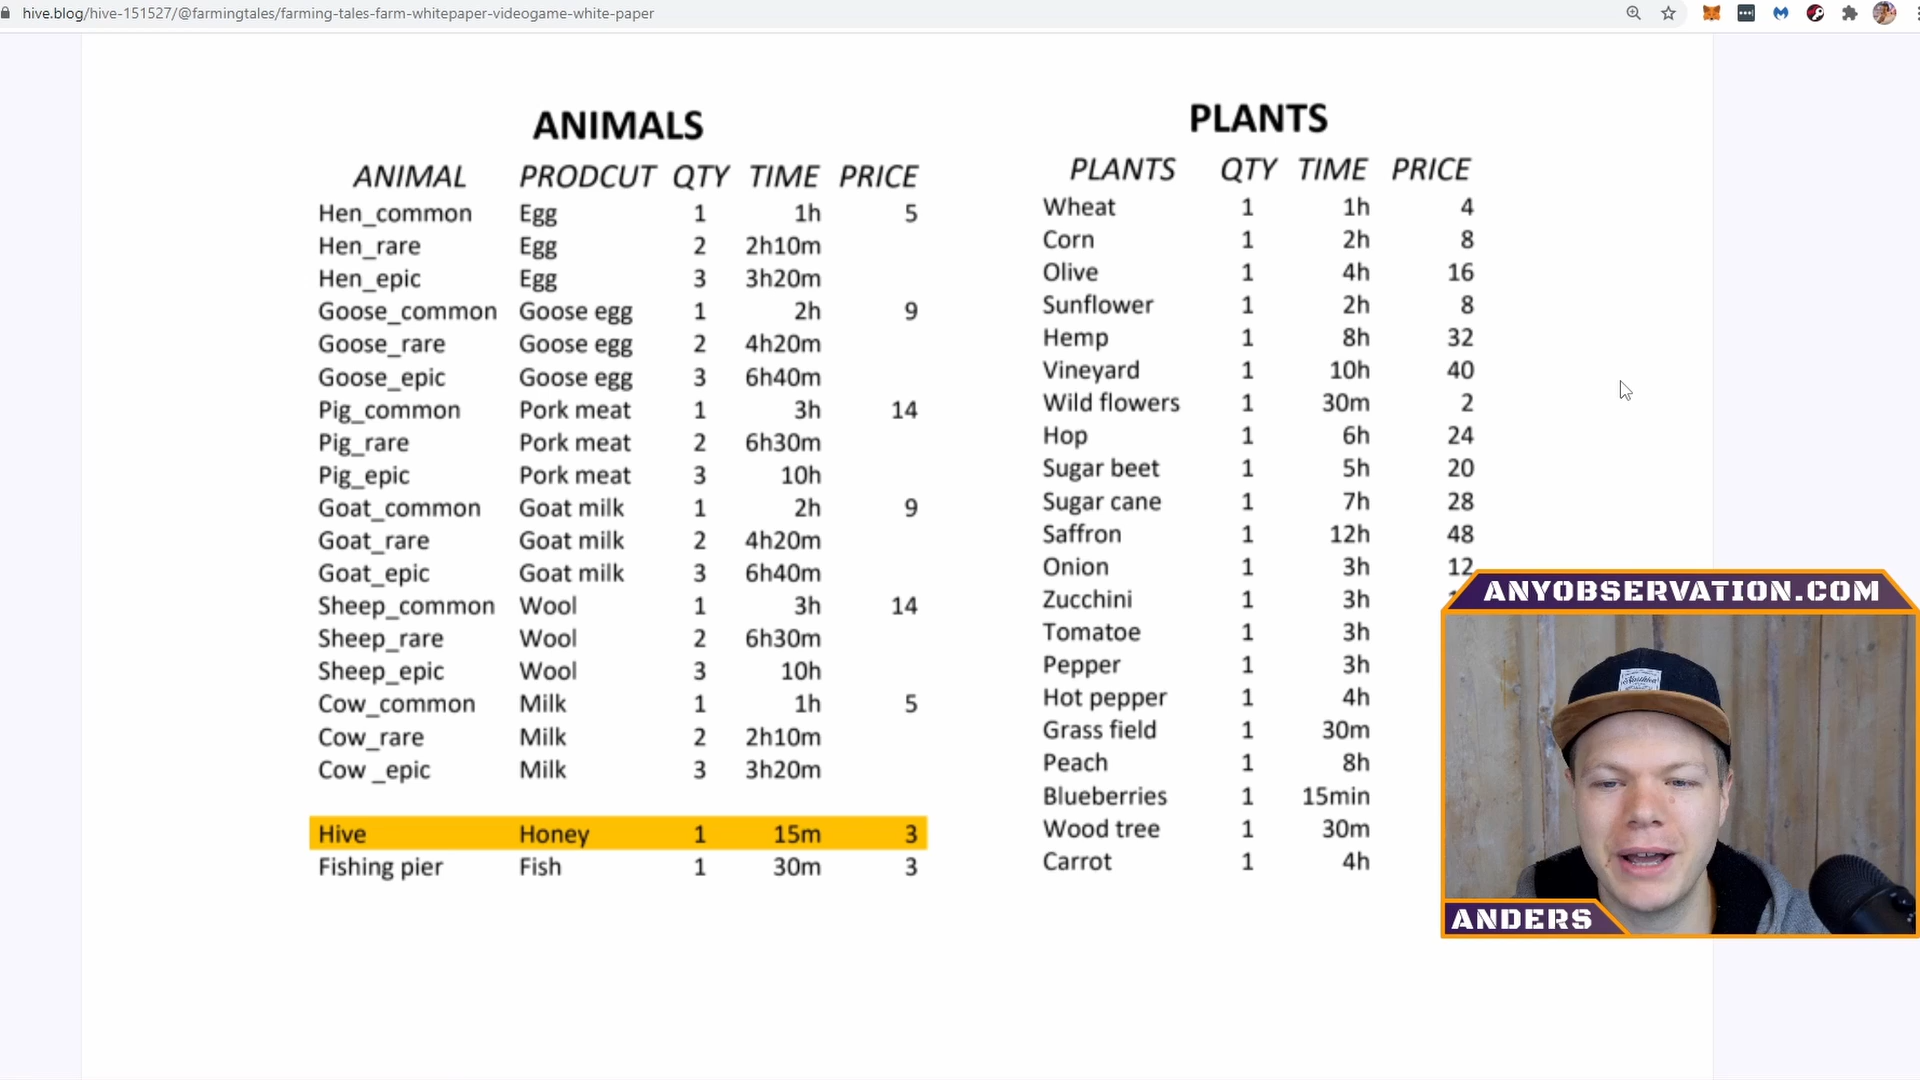 hive.blog/hive-151527/@farmingtales/farming-tales-farm-whitepaper-videogame-white-paper
ANIMALS
ANIMAL PRODCUT QTY TIME PRICE
Hen_common Egg 1 1h 5
Hen_rare Egg 2 2h10m
Hen_epic Egg 3 3h20m
Goose_common Goose egg 1 2h 9
Goose_rare Goose egg 2 4h20m
Goose_epic Goose egg 3 6h40m
Pig_common Pork meat 1 3h 14
Pig_rare Pork meat 2 6h30m
Pig_epic Pork meat 3 10h
Goat_common Goat milk 1 2h 9
Goat_rare Goat milk 2 4h20m
Goat_epic Goat milk 3 6h40m
Sheep_common Wool 1 3h 14
Sheep_rare Wool 2 6h30m
Sheep_epic Wool 3 10h
Cow_common Milk 1 1h 5
Cow_rare Milk 2 2h10m
Cow _epic Milk 3 3h20m
Hive Honey 1 15m 3
Fishing pier Fish 1 30m 3
PLANTS
PLANTS QTY TIME PRICE
Wheat 1 1h 4
Corn 1 2h 8
Olive 1 4h 16
Sunflower 1 2h 8
Hemp 1 8h 32
Vineyard 1 10h 40
Wild flowers 1 30m 2
Hop 1 6h 24
Sugar beet 1 5h 20
Sugar cane 1 7h 28
Saffron 1 12h 48
Onion 1 3h 12
Zucchini 1 3h
Tomatoe 1 3h
Pepper 1 3h
Hot pepper 1 4h
Grass field 1 30m
Peach 1 8h
Blueberries 1 15min
Wood tree 1 30m
Carrot 1 4h
ANYOBSERVATION.COM
ANDERS